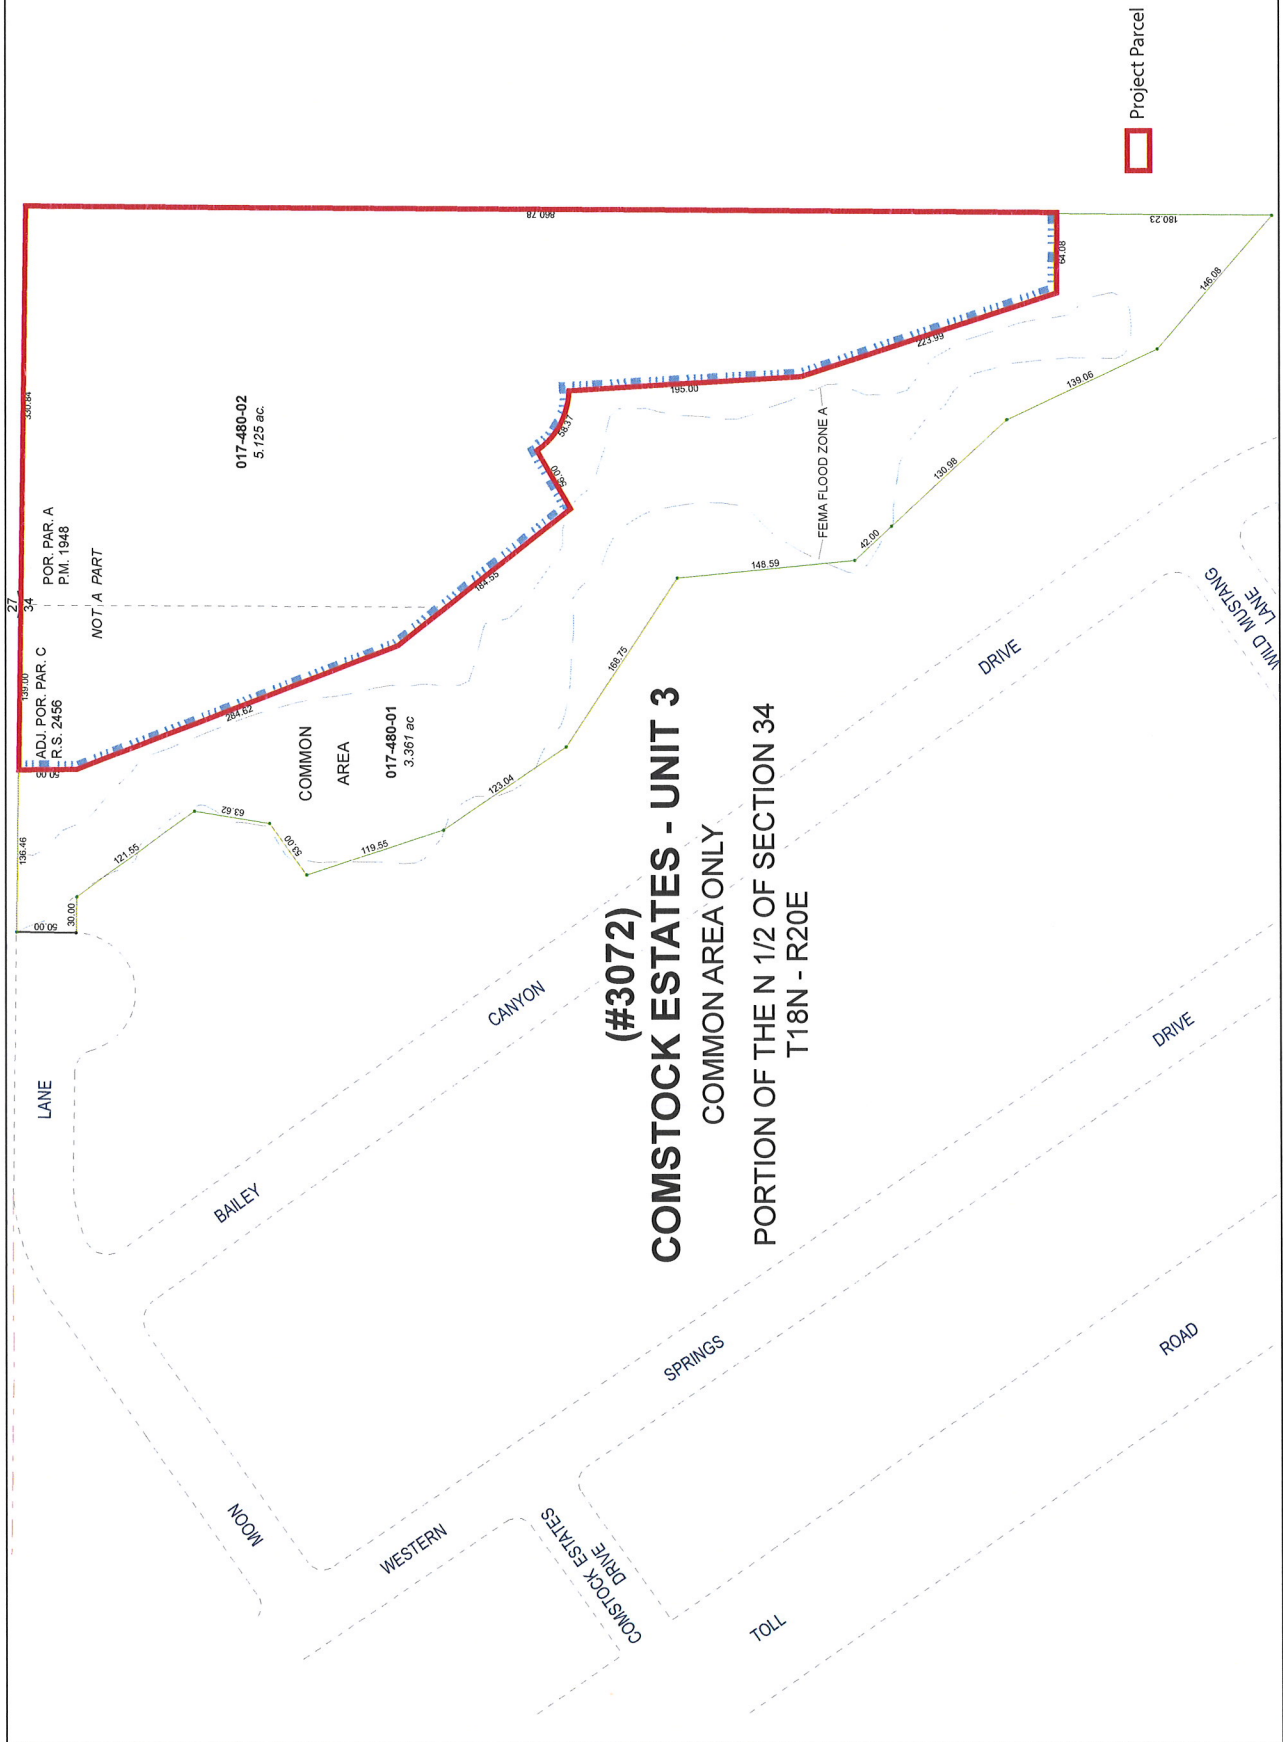 Project Parcel
27
34
330.84
139.00
136.46
POR. PAR. A
P.M. 1948
NOT A PART
ADJ. POR. PAR. C
R.S. 2456
017-480-02
5.125 ac.
860.78
180.23
64.08
146.08
223.99
139.06
195.00
58.37
56.00
184.55
284.62
FEMA FLOOD ZONE A
130.98
42.00
148.59
168.75
COMMON
AREA
017-480-01
3.361 ac
123.04
119.55
53.00
63.62
121.55
30.00
50.00
LANE
MOON
BAILEY
CANYON
DRIVE
WILD MUSTANG
LANE
(#3072)
COMSTOCK ESTATES - UNIT 3
COMMON AREA ONLY
PORTION OF THE N 1/2 OF SECTION 34
T18N - R20E
WESTERN
SPRINGS
DRIVE
COMSTOCK ESTATES
DRIVE
TOLL
ROAD